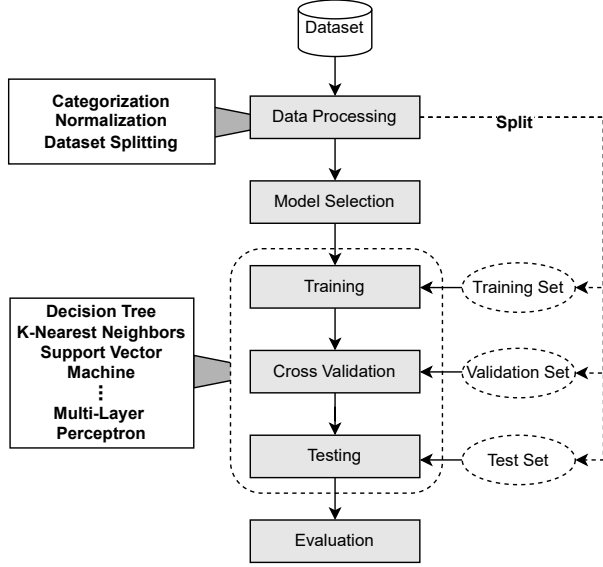 Dataset
Categorization
Normalization
Dataset Splitting
Data Processing
Split
Model Selection
Training
Training Set
Decision Tree
K-Nearest Neighbors
Support Vector
Machine
⋮
Multi-Layer
Perceptron
Cross Validation
Validation Set
Testing
Test Set
Evaluation